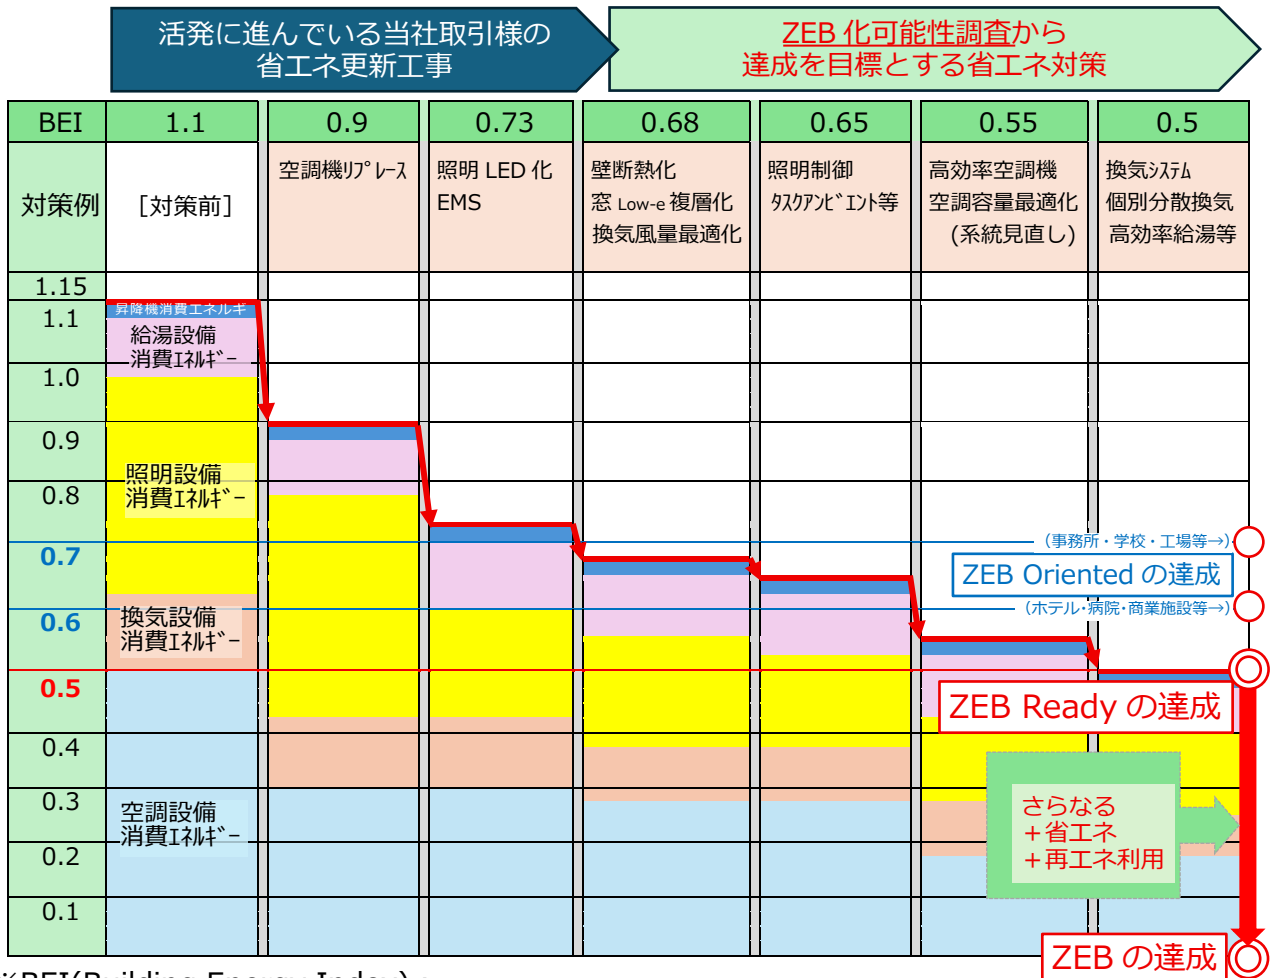 活発に進んでいる当社取引様の
省エネ更新工事
ZEB 化可能性調査から
達成を目標とする省エネ対策
BEI 1.1 0.9 0.73 0.68 0.65 0.55 0.5
対策例
[対策前]
空調機ﾘﾌﾟﾚｰｽ
照明 LED 化
EMS
壁断熱化
窓 Low-e 複層化
換気風量最適化
照明制御
ﾀｽｸｱﾝﾋﾞｴﾝﾄ等
高効率空調機
空調容量最適化
(系統見直し)
換気ｼｽﾃﾑ
個別分散換気
高効率給湯等
1.15
1.1
1.0
0.9
0.8
0.7
0.6
0.5
0.4
0.3
0.2
0.1
昇降機消費エネルギ
給湯設備
消費ｴﾈﾙｷﾞｰ
照明設備
消費ｴﾈﾙｷﾞｰ
換気設備
消費ｴﾈﾙｷﾞｰ
空調設備
消費ｴﾈﾙｷﾞｰ
（事務所・学校・工場等→）
ZEB Oriented の達成
（ホテル・病院・商業施設等→）
ZEB Ready の達成
さらなる
＋省エネ
＋再エネ利用
ZEB の達成
※BEI(Building Energy Index)